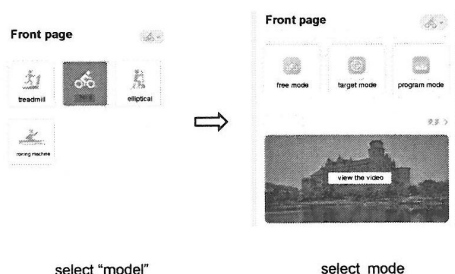 Front page
treadmill
elliptical
rowing machine
select "model"
Front page
free mode
target mode
program mode
view the video
select mode